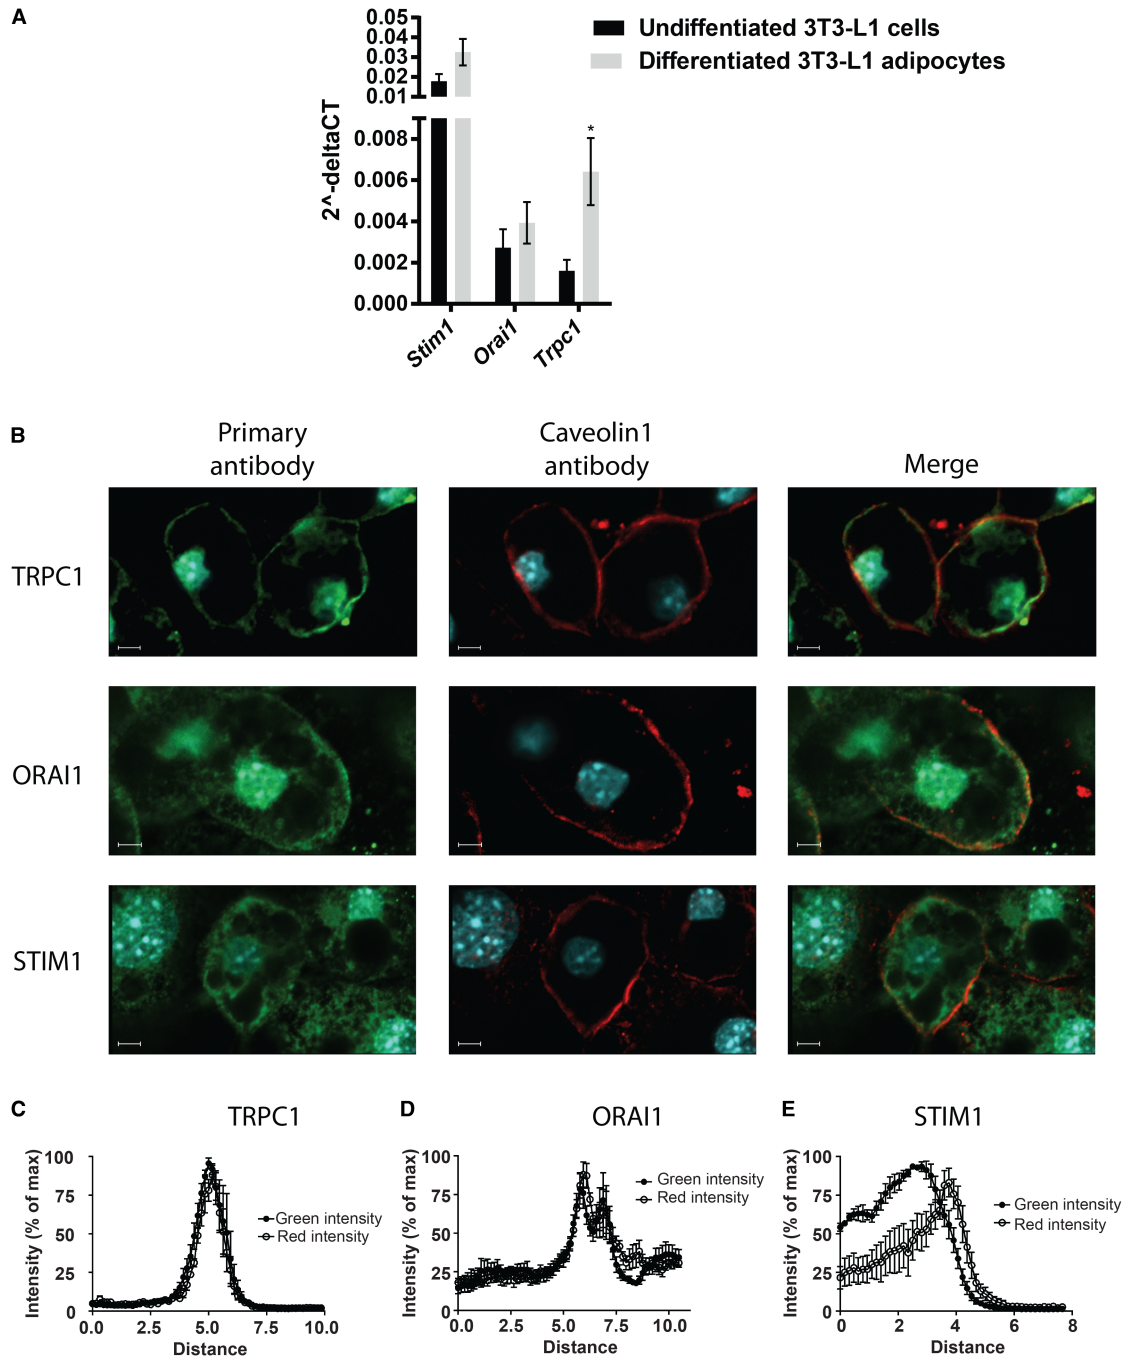 A
0.05
0.04
0.03
0.02
0.01
0.008
0.006
0.004
0.002
0.000
2^-deltaCT
*
Stim1
Orai1
Trpc1
Undiffentiated 3T3-L1 cells
Differentiated 3T3-L1 adipocytes
B
Primary
antibody
Caveolin1
antibody
Merge
TRPC1
ORAI1
STIM1
C
TRPC1
Intensity (% of max)
100
75
50
25
0
0.0 2.5 5.0 7.5 10.0
Distance
Green intensity
Red intensity
D
ORAI1
Intensity (% of max)
100
75
50
25
0
0.0 2.5 5.0 7.5 10.0
Distance
Green intensity
Red intensity
E
STIM1
Intensity (% of max)
100
75
50
25
0
0 2 4 6 8
Distance
Green intensity
Red intensity